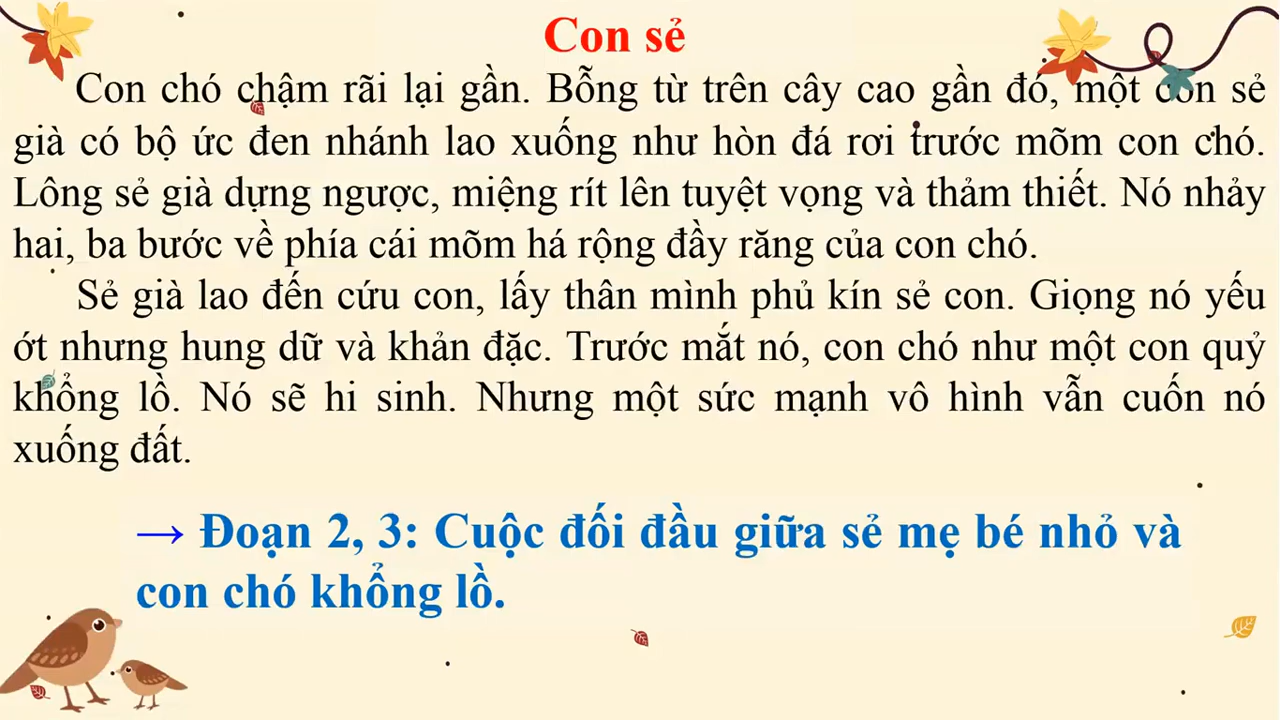 Con sẻ
Con chó chậm rãi lại gần. Bỗng từ trên cây cao gần đó, một con sẻ
già có bộ ức đen nhánh lao xuống như hòn đá rơi trước mõm con chó.
Lông sẻ già dựng ngược, miệng rít lên tuyệt vọng và thảm thiết. Nó nhảy
hai, ba bước về phía cái mõm há rộng đầy răng của con chó.
Sẻ già lao đến cứu con, lấy thân mình phủ kín sẻ con. Giọng nó yếu
ớt nhưng hung dữ và khản đặc. Trước mắt nó, con chó như một con quỷ
khổng lồ. Nó sẽ hi sinh. Nhưng một sức mạnh vô hình vẫn cuốn nó
xuống đất.
→ Đoạn 2, 3: Cuộc đối đầu giữa sẻ mẹ bé nhỏ và
con chó khổng lồ.